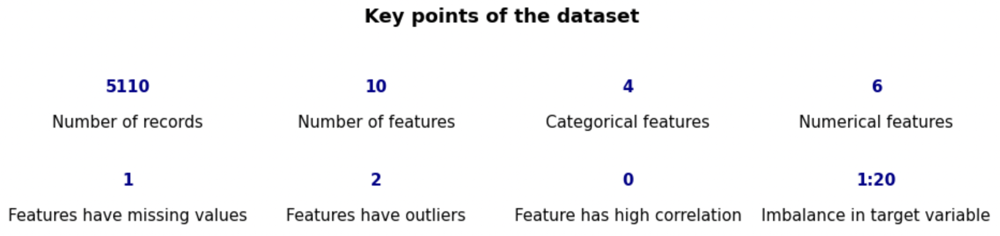 Key points of the dataset
5110 10 4 6
Number of records Number of features Categorical features Numerical features
1 2 0 1:20
Features have missing values Features have outliers Feature has high correlation Imbalance in target variable